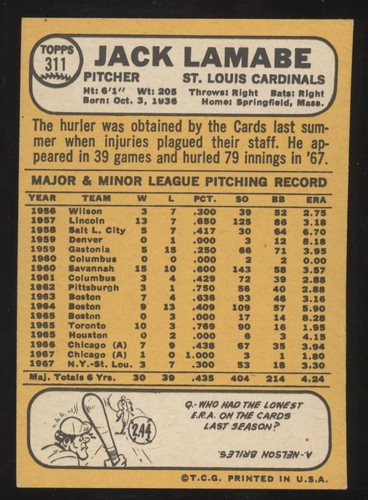 TOPPS
311
JACK LAMABE
PITCHER ST. LOUIS CARDINALS
Ht: 6'1" Wt: 205 Throws: Right Bats: Right
Born: Oct. 3, 1936 Home: Springfield, Mass.
The hurler was obtained by the Cards last sum-
mer when injuries plagued their staff. He ap-
peared in 39 games and hurled 79 innings in '67.
MAJOR & MINOR LEAGUE PITCHING RECORD
YEAR TEAM W L PCT. SO BB ERA
1956 Wilson 3 7 .300 39 52 2.75
1957 Lincoln 13 7 .650 125 86 3.18
1958 Salt L. City 5 7 .417 30 64 6.70
1959 Denver 0 1 .000 3 12 8.18
1959 Gastonia 5 15 .250 66 71 3.95
1960 Columbus 0 0 .000 2 2 0.00
1960 Savannah 15 10 .600 143 58 3.57
1961 Columbus 3 4 .429 72 39 2.88
1962 Pittsburgh 3 1 .750 56 40 2.88
1963 Boston 7 4 .636 93 46 3.16
1964 Boston 9 13 .409 109 57 5.90
1965 Boston 0 3 .000 17 14 8.28
1965 Toronto 10 3 .769 90 16 1.95
1965 Houston 0 2 .000 6 3 4.15
1966 Chicago (A) 7 9 .438 67 35 3.94
1967 Chicago (A) 1 0 1.000 3 1 1.80
1967 N.Y.-St. Lou. 3 7 .300 53 18 3.30
Maj. Totals 6 Yrs. 30 39 .435 404 214 4.24
2.44
Q- WHO HAD THE LOWEST
E.R.A. ON THE CARDS
LAST SEASON?
A- NELSON BRILES.
©T.C.G. PRINTED IN U.S.A.